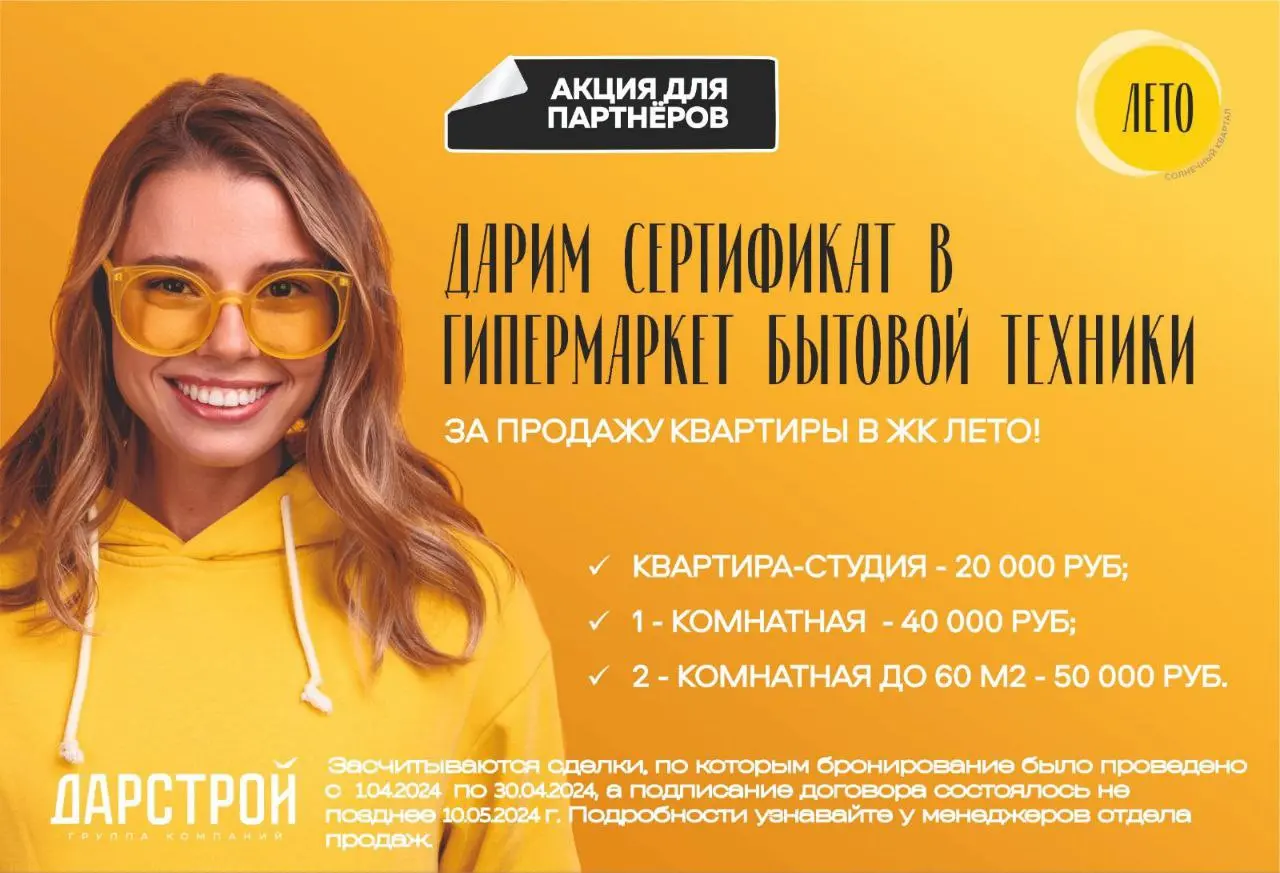 АКЦИЯ ДЛЯ
ПАРТНЁРОВ
ЛЕТО
СОЛНЕЧНЫЙ КВАРТАЛ
ДАРИМ СЕРТИФИКАТ В
ГИПЕРМАРКЕТ БЫТОВОЙ ТЕХНИКИ
ЗА ПРОДАЖУ КВАРТИРЫ В ЖК ЛЕТО!
✓ КВАРТИРА-СТУДИЯ - 20 000 РУБ;
✓ 1 - КОМНАТНАЯ - 40 000 РУБ;
✓ 2 - КОМНАТНАЯ ДО 60 М2 - 50 000 РУБ.
ДАРСТРОЙ
ГРУППА КОМПАНИЙ
Засчитываются сделки, по которым бронирование было проведено
с 1.04.2024 по 30.04.2024, а подписание договора состоялось не
позднее 10.05.2024 г. Подробности узнавайте у менеджеров отдела
продаж.